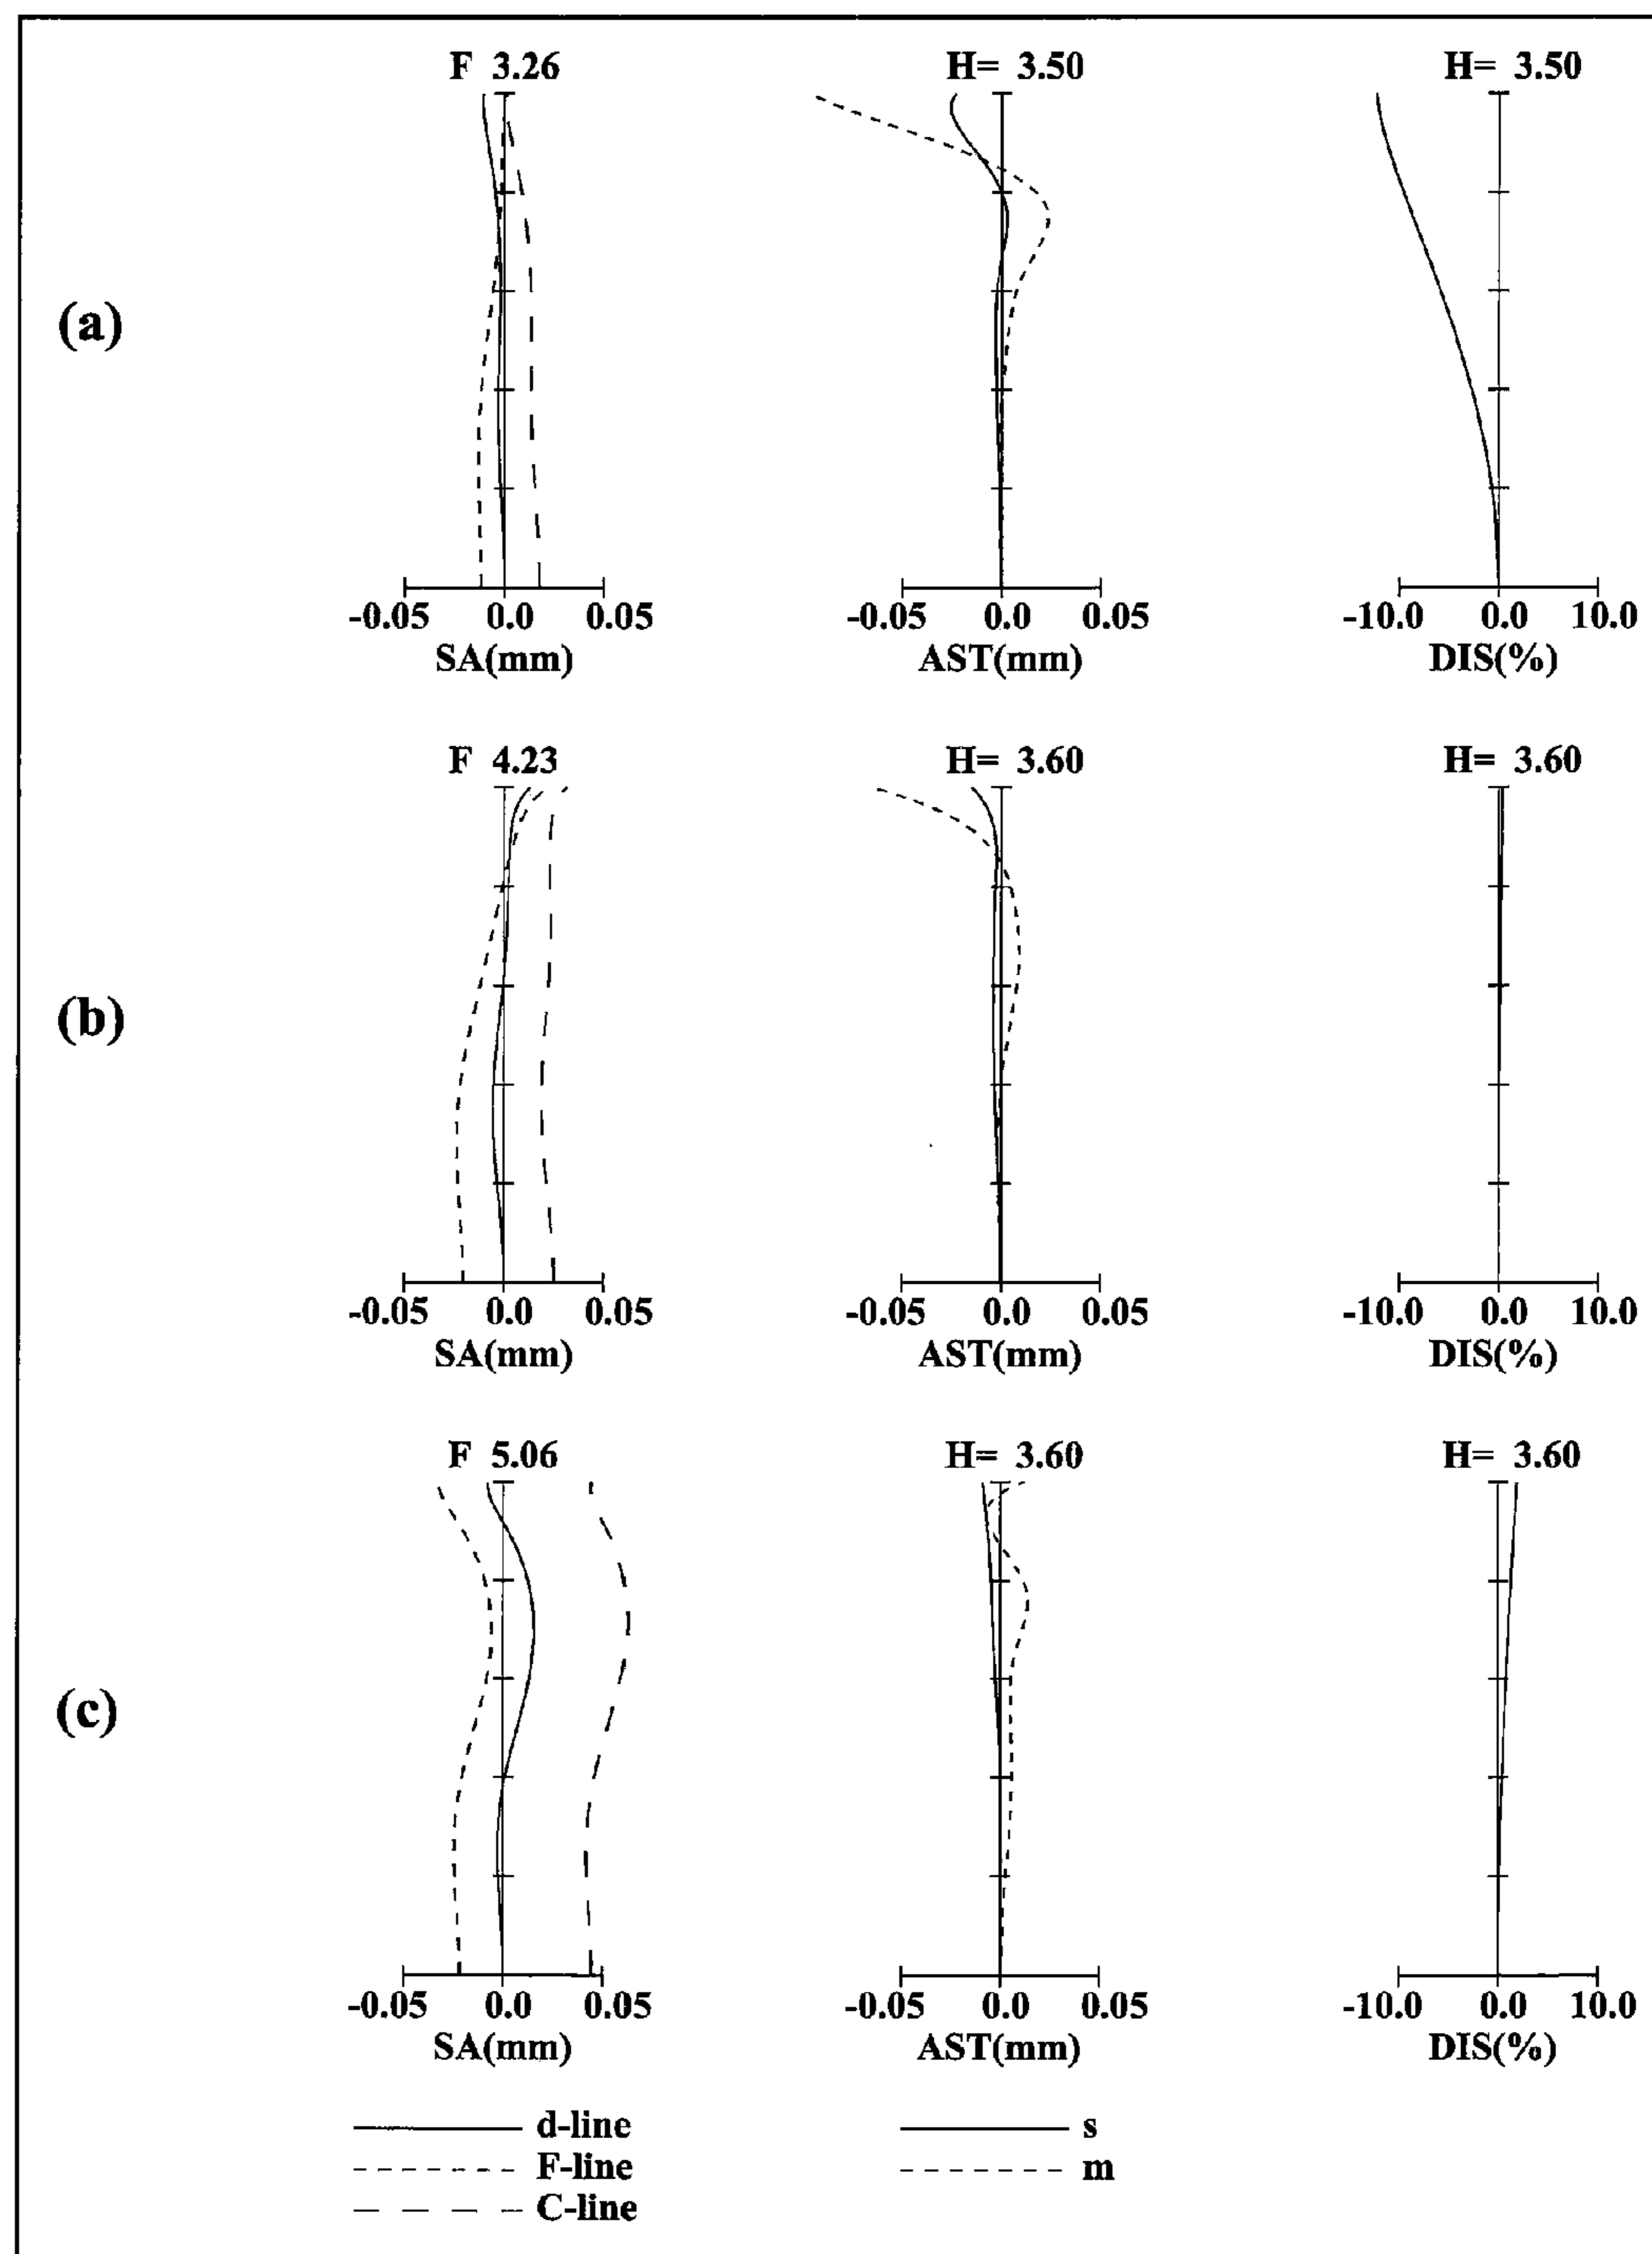 (a)
F 3.26
-0.05 0.0 0.05
SA(mm)
H= 3.50
-0.05 0.0 0.05
AST(mm)
H= 3.50
-10.0 0.0 10.0
DIS(%)
(b)
F 4.23
-0.05 0.0 0.05
SA(mm)
H= 3.60
-0.05 0.0 0.05
AST(mm)
H= 3.60
-10.0 0.0 10.0
DIS(%)
(c)
F 5.06
-0.05 0.0 0.05
SA(mm)
H= 3.60
-0.05 0.0 0.05
AST(mm)
H= 3.60
-10.0 0.0 10.0
DIS(%)
d-line
F-line
C-line
s
m